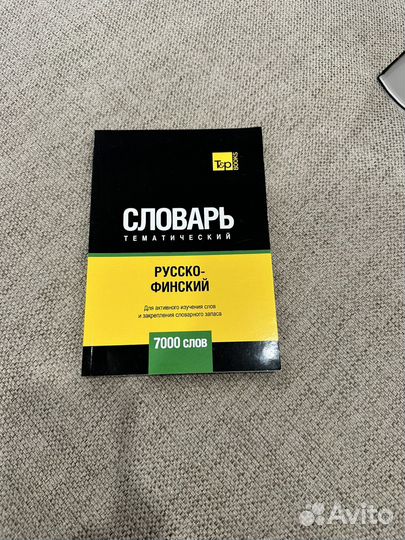 T&p
BOOKS
СЛОВАРЬ
ТЕМАТИЧЕСКИЙ
РУССКО-
ФИНСКИЙ
Для активного изучения слов
и закрепления словарного запаса
7000 СЛОВ
Avito